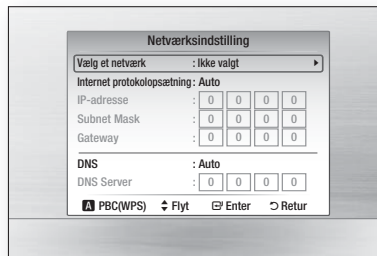 Netværksindstilling
Vælg et netværk : Ikke valgt ▶
Internet protokolopsætning : Auto
IP-adresse : 0 0 0 0
Subnet Mask : 0 0 0 0
Gateway : 0 0 0 0
DNS : Auto
DNS Server : 0 0 0 0
A PBC(WPS) Flyt Enter Retur